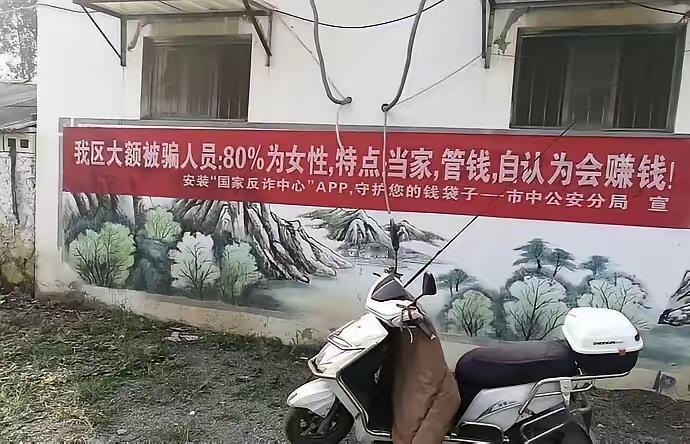 我区大额被骗人员:80%为女性,特点:当家,管钱,自认为会赚钱!
安装“国家反诈中心”APP,守护您的钱袋子——市中公安分局 宣